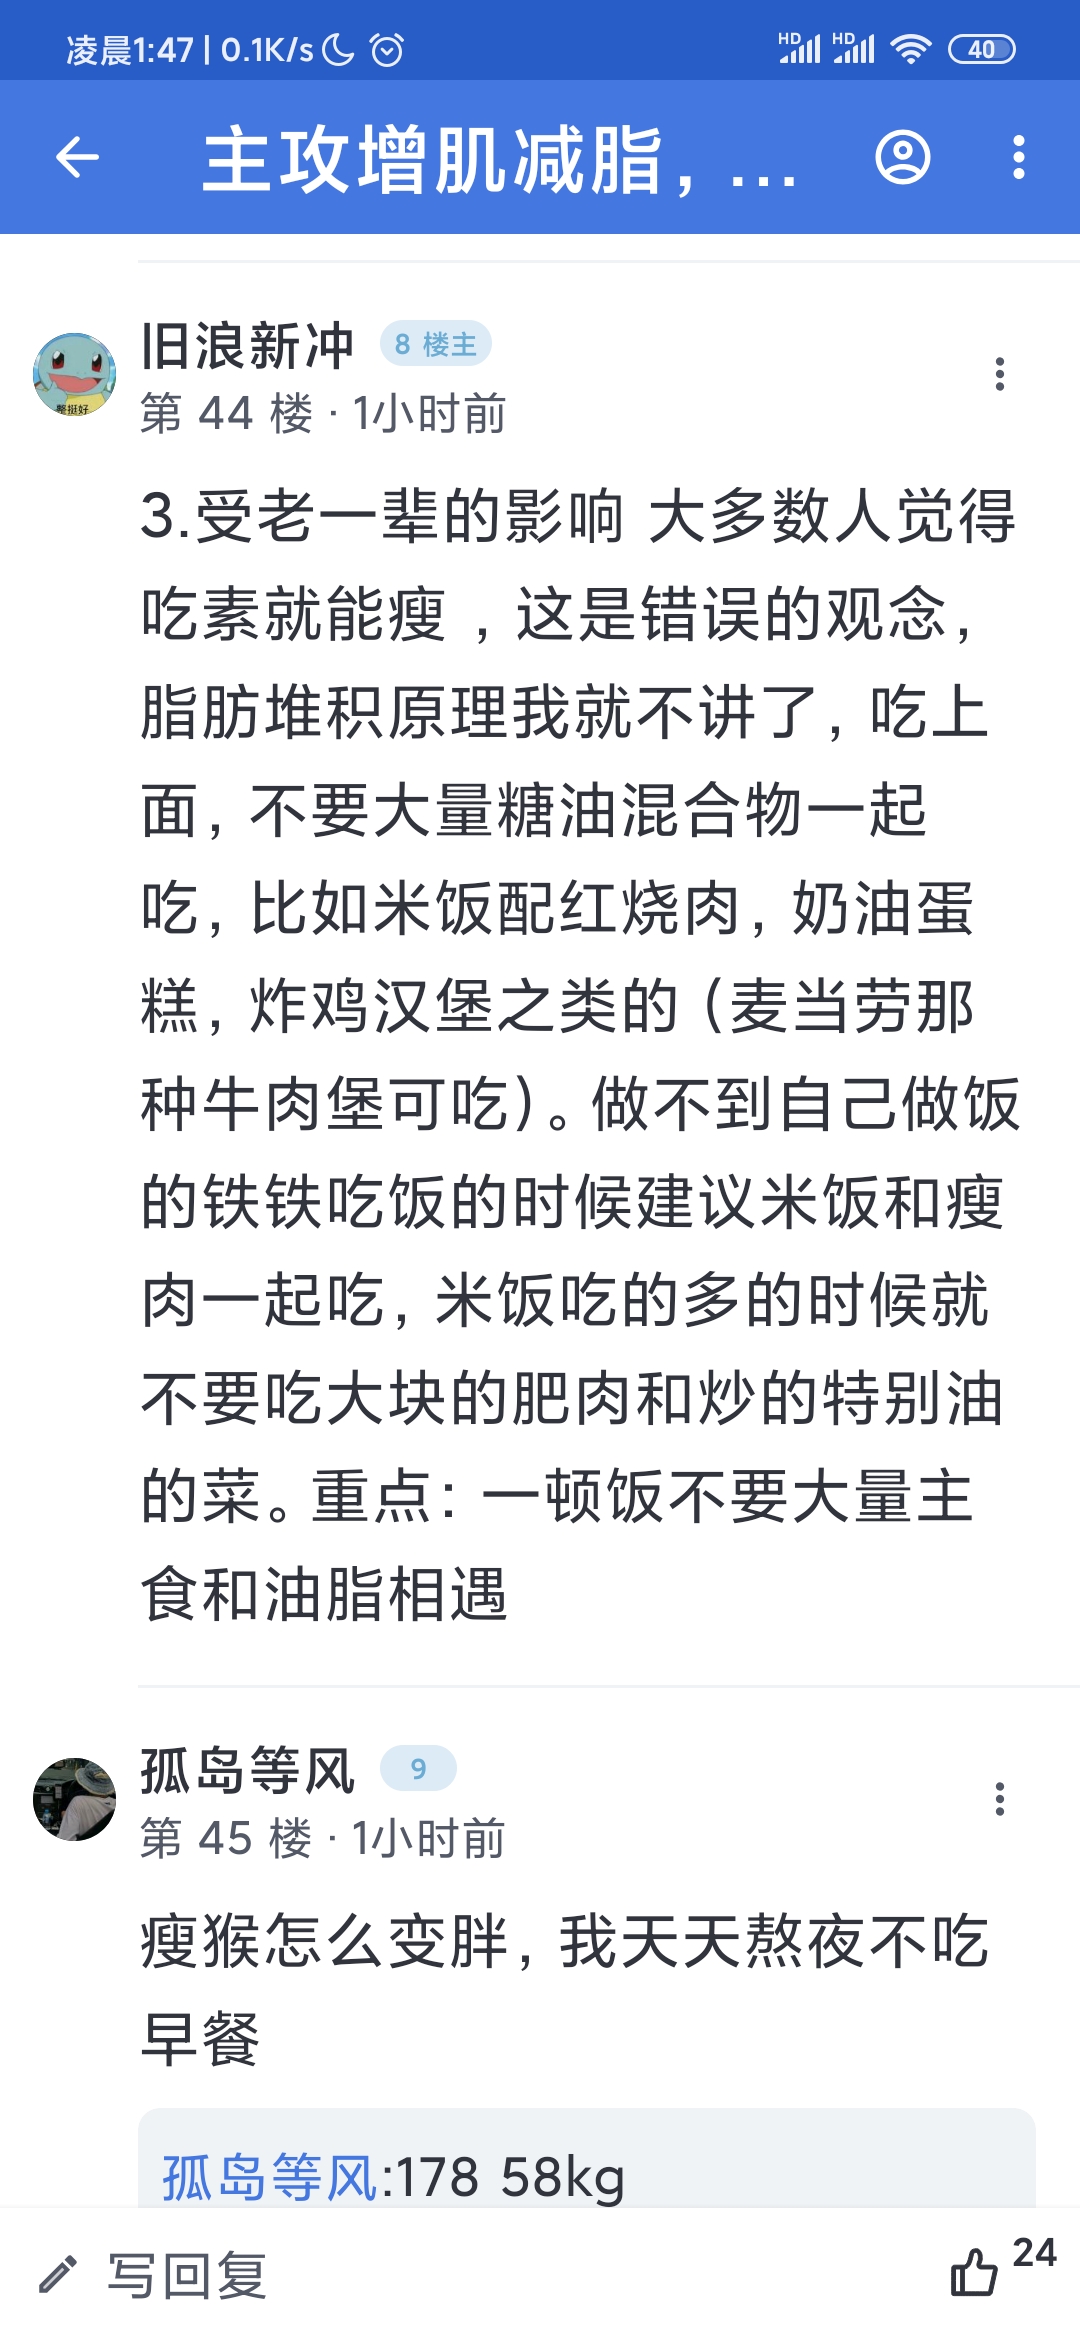 凌晨1:47 | 0.1K/s
HD HD 40
主攻增肌减脂，...
旧浪新冲 8 楼主
第 44 楼 · 1小时前
整挺好
3.受老一辈的影响 大多数人觉得
吃素就能瘦 ，这是错误的观念，
脂肪堆积原理我就不讲了，吃上
面，不要大量糖油混合物一起
吃，比如米饭配红烧肉，奶油蛋
糕，炸鸡汉堡之类的（麦当劳那
种牛肉堡可吃）。做不到自己做饭
的铁铁吃饭的时候建议米饭和瘦
肉一起吃，米饭吃的多的时候就
不要吃大块的肥肉和炒的特别油
的菜。重点：一顿饭不要大量主
食和油脂相遇
孤岛等风 9
第 45 楼 · 1小时前
瘦猴怎么变胖，我天天熬夜不吃
早餐
孤岛等风:178 58kg
写回复
24